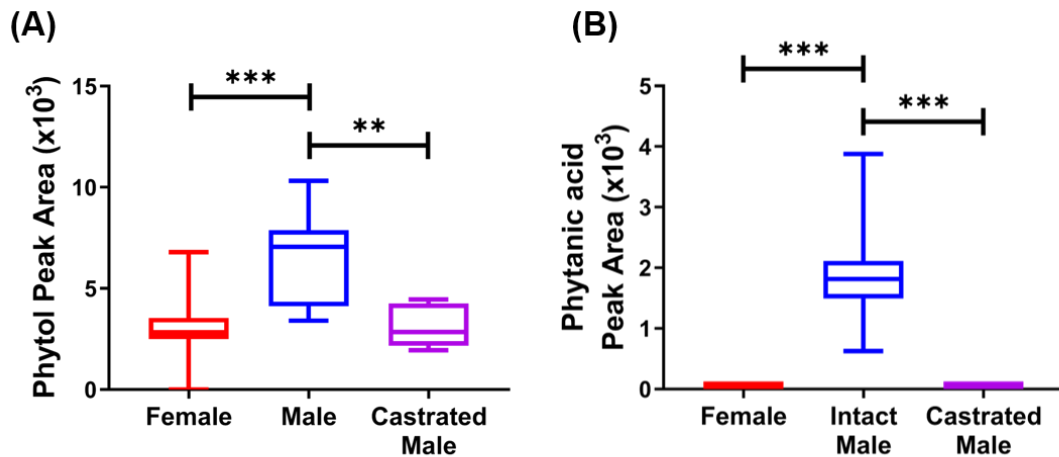 (A)
Phytol Peak Area (x10³)
15
10
5
0
***
**
Female
Male
Castrated
Male
(B)
Phytanic acid
Peak Area (x10³)
5
4
3
2
1
0
***
***
Female
Intact
Male
Castrated
Male